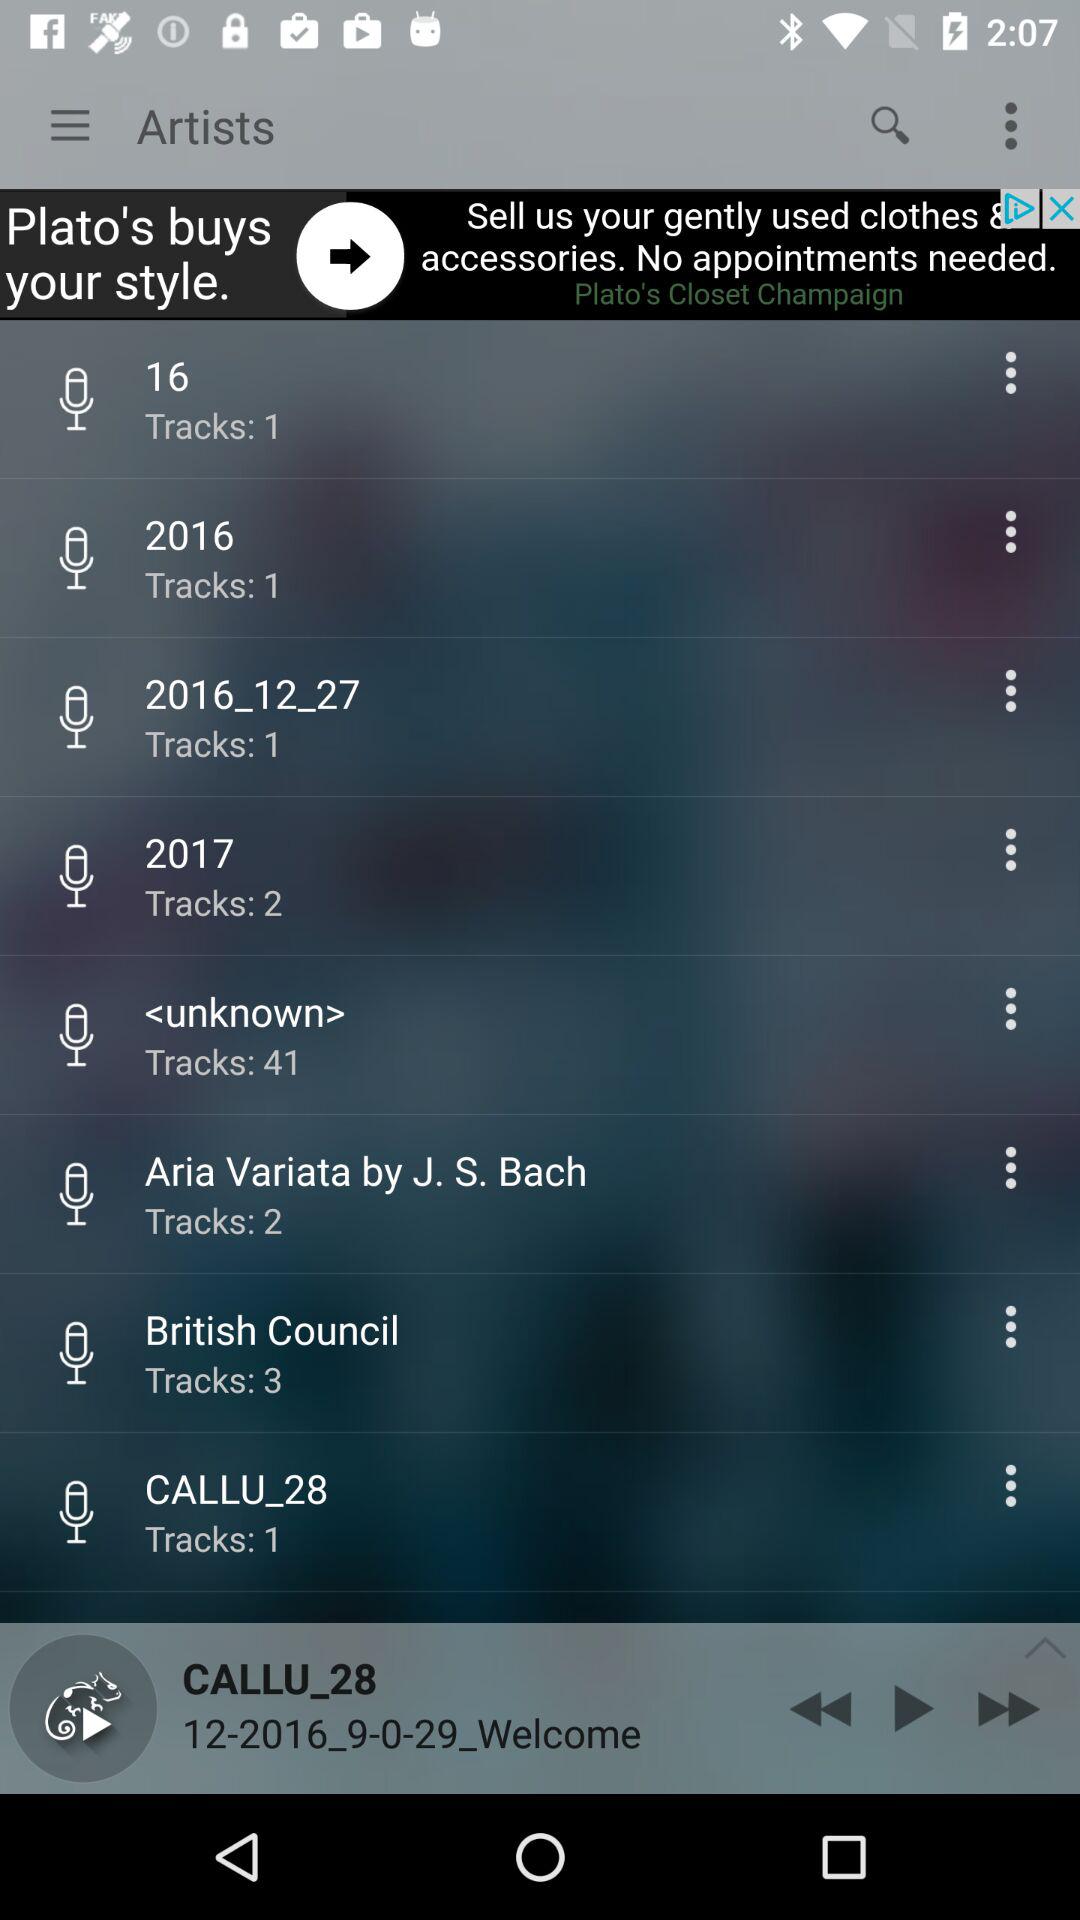 FAKE
2:07
Artists
Plato's buys
your style.
Sell us your gently used clothes &
accessories. No appointments needed.
Plato's Closet Champaign
16
Tracks: 1
2016
Tracks: 1
2016_12_27
Tracks: 1
2017
Tracks: 2
<unknown>
Tracks: 41
Aria Variata by J. S. Bach
Tracks: 2
British Council
Tracks: 3
CALLU_28
Tracks: 1
CALLU_28
12-2016_9-0-29_Welcome